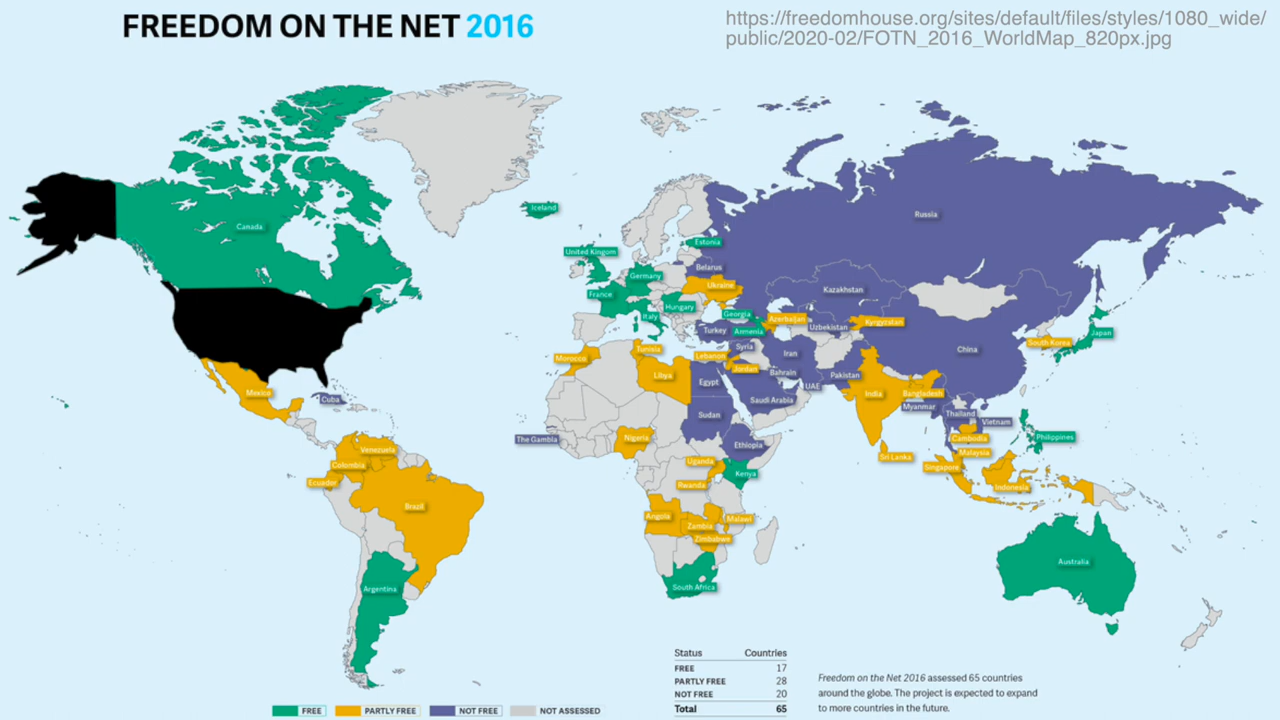 FREEDOM ON THE NET 2016
https://freedomhouse.org/sites/default/files/styles/1080_wide/
public/2020-02/FOTN_2016_WorldMap_820px.jpg
Iceland
Russia
Canada
Estonia
United Kingom
Belarus
Germany
Ukraine
Kazakhstan
France
Hungary
Italy
Georgia
Azerbaijan
Kyrgyzstan
Uzbekistan
Turkey
Armenia
Japan
South Korea
China
Syria
Tunisia
Lebanon
Iran
Morocco
Jordan
Bahrain
Libya
Pakistan
Egypt
UAE
Mexico
India
Bangladesh
Cuba
Saudi Arabia
Myanmar
Sudan
Thailand
Vietnam
The Gambia
Nigeria
Philippines
Cambodia
Ethiopia
Venezuela
Malaysia
Sri Lanka
Uganda
Colombia
Singapore
Kenya
Ecuador
Rwanda
Indonesia
Brazil
Angola
Malawi
Zambia
Zimbabwe
Australia
South Africa
Argentina
Status Countries
FREE 17
PARTLY FREE 28
NOT FREE 20
Total 65
Freedom on the Net 2016 assessed 65 countries
around the globe. The project is expected to expand
to more countries in the future.
FREE PARTLY FREE NOT FREE NOT ASSESSED